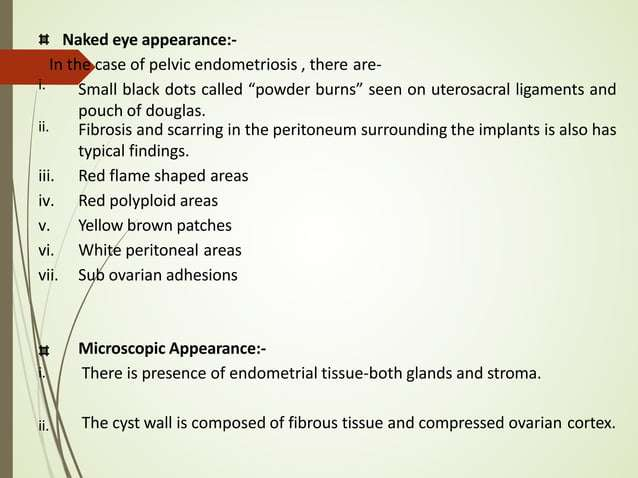 Naked eye appearance:-
In the case of pelvic endometriosis , there are-
i. Small black dots called “powder burns” seen on uterosacral ligaments and
pouch of douglas.
ii. Fibrosis and scarring in the peritoneum surrounding the implants is also has
typical findings.
iii. Red flame shaped areas
iv. Red polyploid areas
v. Yellow brown patches
vi. White peritoneal areas
vii. Sub ovarian adhesions
Microscopic Appearance:-
i. There is presence of endometrial tissue-both glands and stroma.
ii. The cyst wall is composed of fibrous tissue and compressed ovarian cortex.